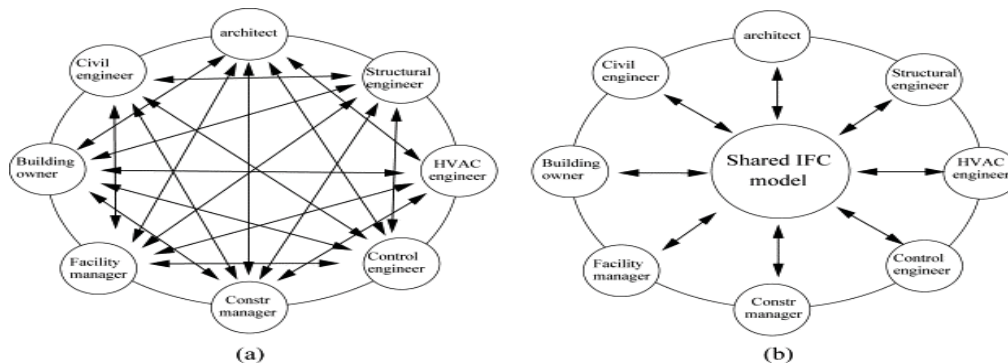 architect
Civil
engineer
Structural
engineer
Building
owner
HVAC
engineer
Facility
manager
Control
engineer
Constr
manager
(a)
architect
Civil
engineer
Structural
engineer
Shared IFC
model
Building
owner
HVAC
engineer
Facility
manager
Control
engineer
Constr
manager
(b)